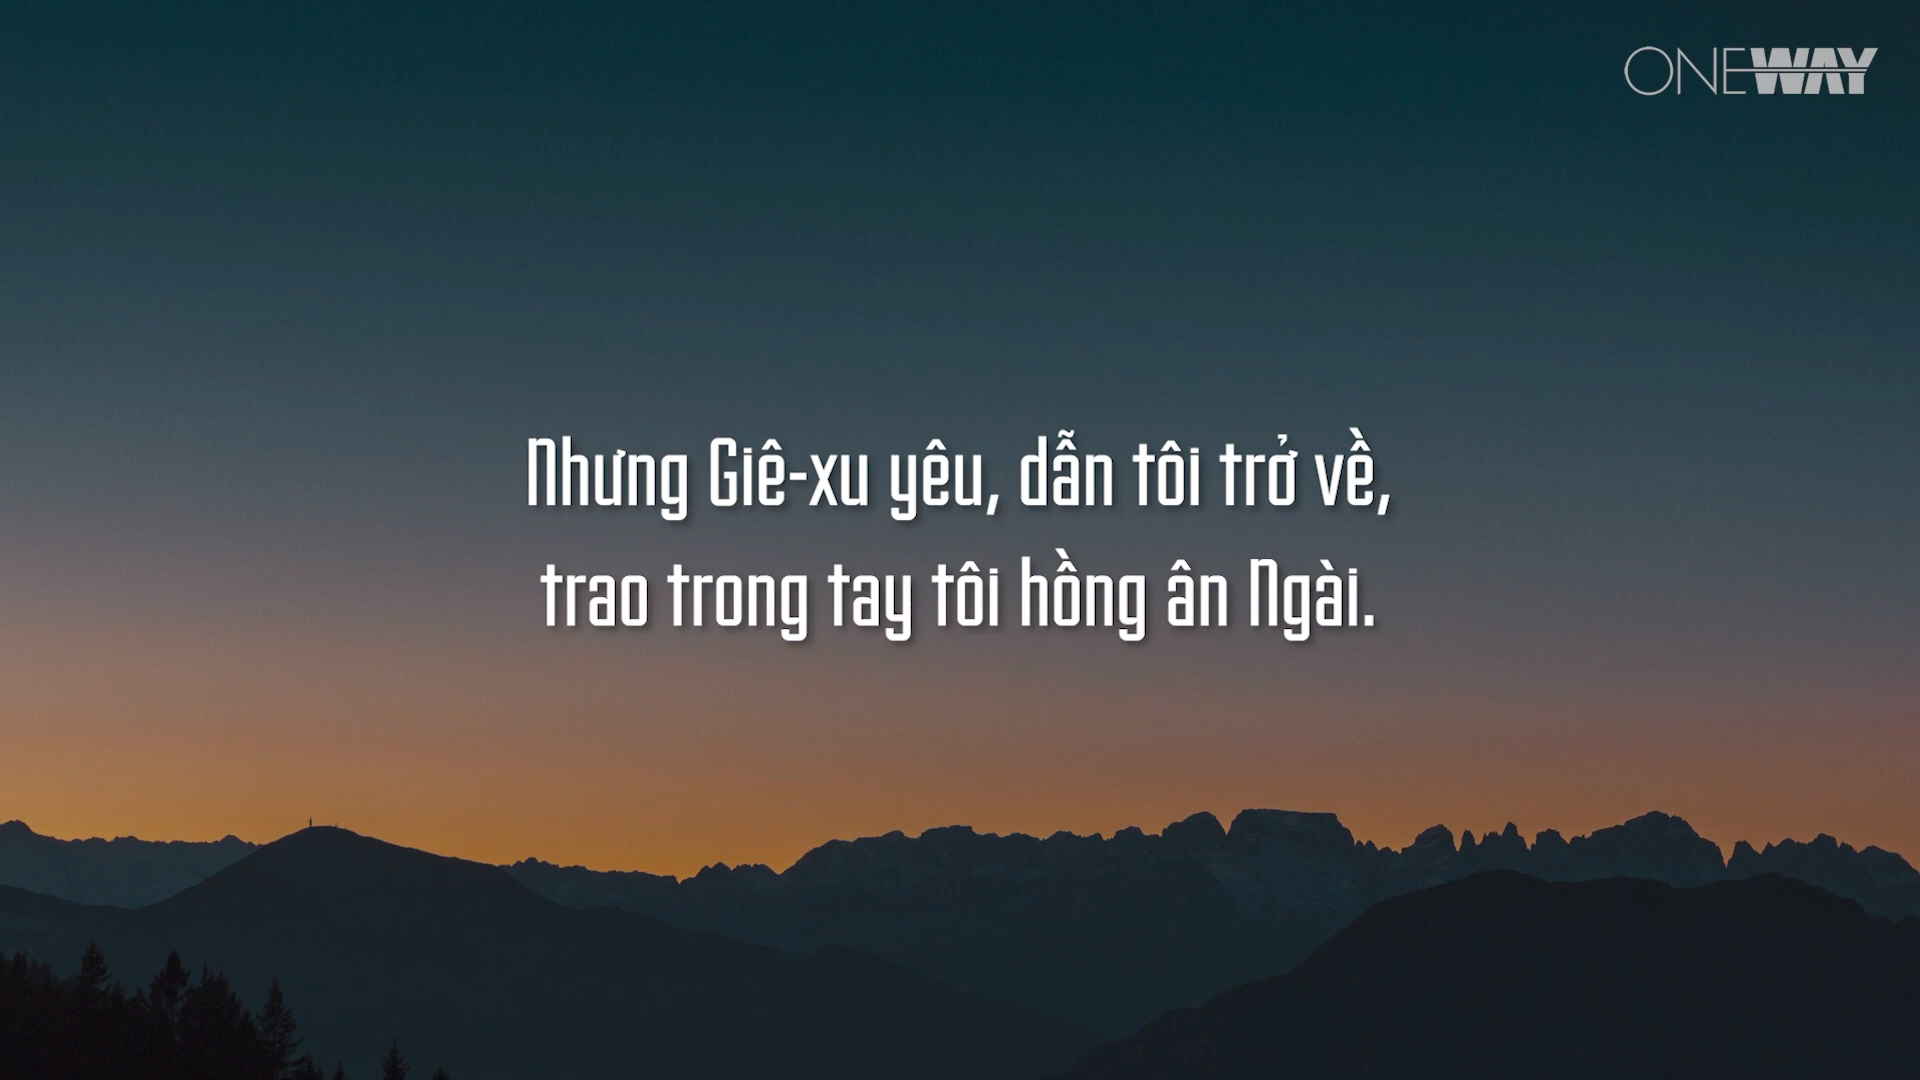 ONEWAY
Nhưng Giê-xu yêu, dẫn tôi trở về,
trao trong tay tôi hồng ân Ngài.